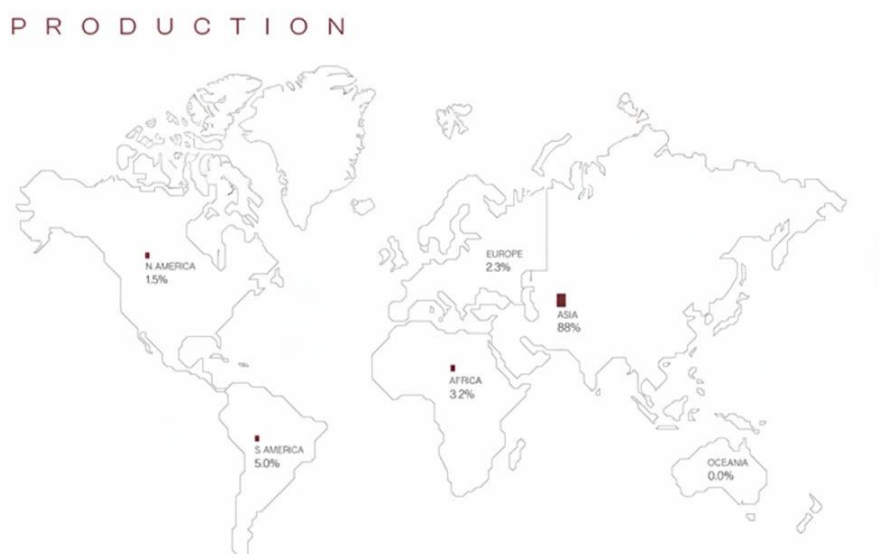 PRODUCTION
N.AMERICA
1.5%
EUROPE
2.3%
ASIA
88%
AFRICA
3.2%
S.AMERICA
5.0%
OCEANIA
0.0%